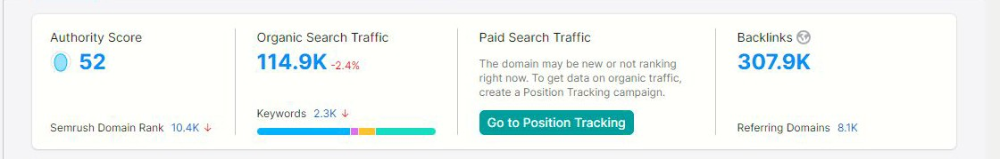 Authority Score
52
Semrush Domain Rank 10.4K ↓
Organic Search Traffic
114.9K -2.4%
Keywords 2.3K ↓
Paid Search Traffic
The domain may be new or not ranking
right now. To get data on organic traffic,
create a Position Tracking campaign.
Go to Position Tracking
Backlinks
307.9K
Referring Domains 8.1K